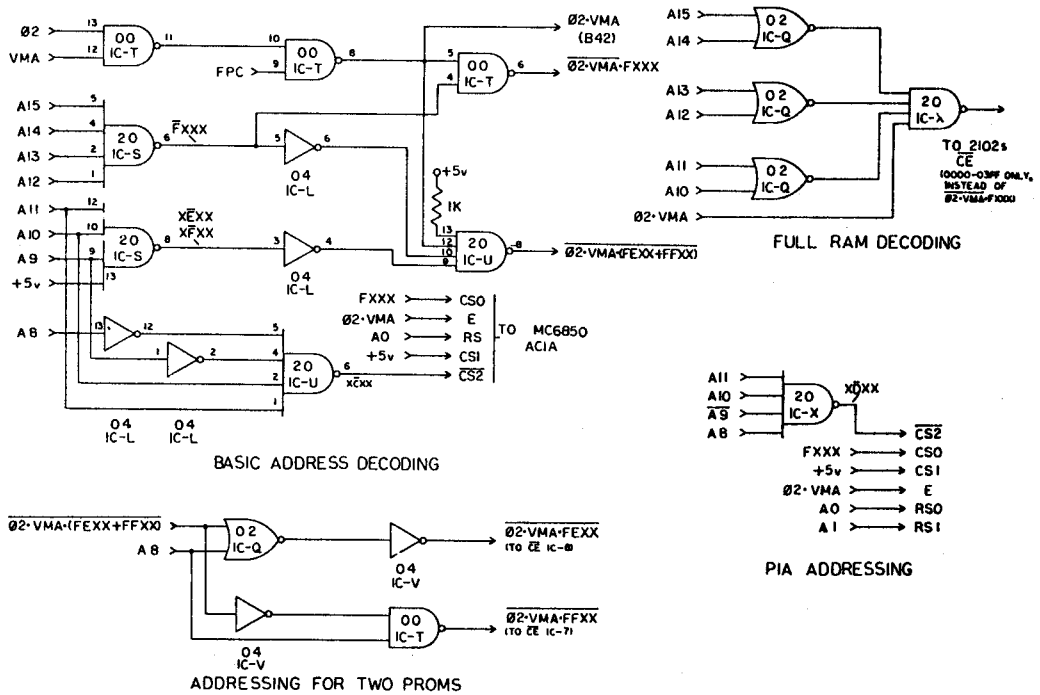 Ø2
VMA
13
12
00
IC-T
11
10
FPC
9
00
IC-T
8
Ø2·VMA
(B42)
5
4
00
IC-T
6
Ø2·VMA·FXXX
A15
A14
A13
A12
5
4
2
1
20
IC-S
6
FXXX
5
6
04
IC-L
+5v
1K
A11
A10
A9
+5v
12
10
9
13
20
IC-S
8
XEXX
XFXX
3
4
04
IC-L
13
12
10
9
20
IC-U
8
Ø2·VMA·(FEXX+FFXX)
A8
13
12
1
2
04
IC-L
04
IC-L
5
4
2
1
20
IC-U
6
XCXX
FXXX
CS0
Ø2·VMA
E
A0
RS
+5v
CS1
CS2
TO MC6850
ACIA
BASIC ADDRESS DECODING
A15
A14
02
IC-Q
A13
A12
02
IC-Q
A11
A10
02
IC-Q
Ø2·VMA
20
IC-λ
TO 2102s
CE
(0000-03FF ONLY,
INSTEAD OF
Ø2·VMA·F1000)
FULL RAM DECODING
A11
A10
A9
A8
20
IC-X
XDXX
CS2
FXXX
CS0
+5v
CS1
Ø2·VMA
E
A0
RS0
A1
RS1
PIA ADDRESSING
Ø2·VMA·(FEXX+FFXX)
A8
02
IC-Q
04
IC-V
Ø2·VMA·FEXX
(TO CE IC-8)
04
IC-V
00
IC-T
Ø2·VMA·FFXX
(TO CE IC-7)
ADDRESSING FOR TWO PROMS